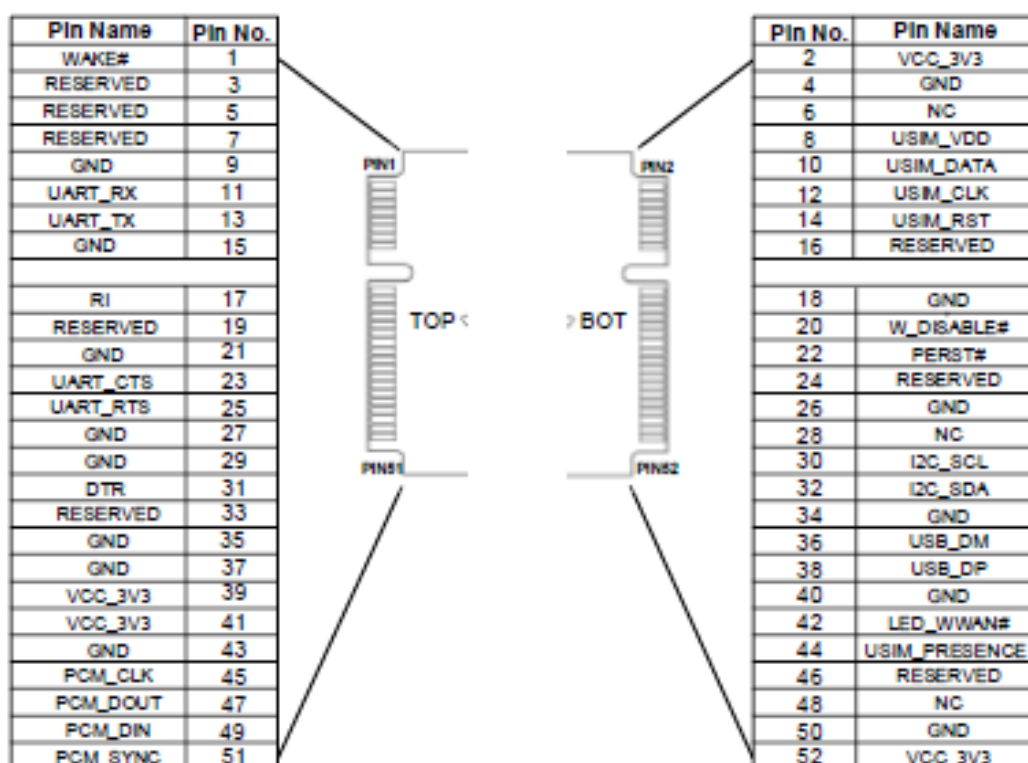 Pin Name Pin No.
WAKE# 1
RESERVED 3
RESERVED 5
RESERVED 7
GND 9
UART_RX 11
UART_TX 13
GND 15
RI 17
RESERVED 19
GND 21
UART_CTS 23
UART_RTS 25
GND 27
GND 29
DTR 31
RESERVED 33
GND 35
GND 37
VCC_3V3 39
VCC_3V3 41
GND 43
PCM_CLK 45
PCM_DOUT 47
PCM_DIN 49
PCM_SYNC 51
PIN1
TOP
PIN51
PIN2
BOT
PIN52
Pin No. Pin Name
2 VCC_3V3
4 GND
6 NC
8 USIM_VDD
10 USIM_DATA
12 USIM_CLK
14 USIM_RST
16 RESERVED
18 GND
20 W_DISABLE#
22 PERST#
24 RESERVED
26 GND
28 NC
30 I2C_SCL
32 I2C_SDA
34 GND
36 USB_DM
38 USB_DP
40 GND
42 LED_WWAN#
44 USIM_PRESENCE
46 RESERVED
48 NC
50 GND
52 VCC_3V3